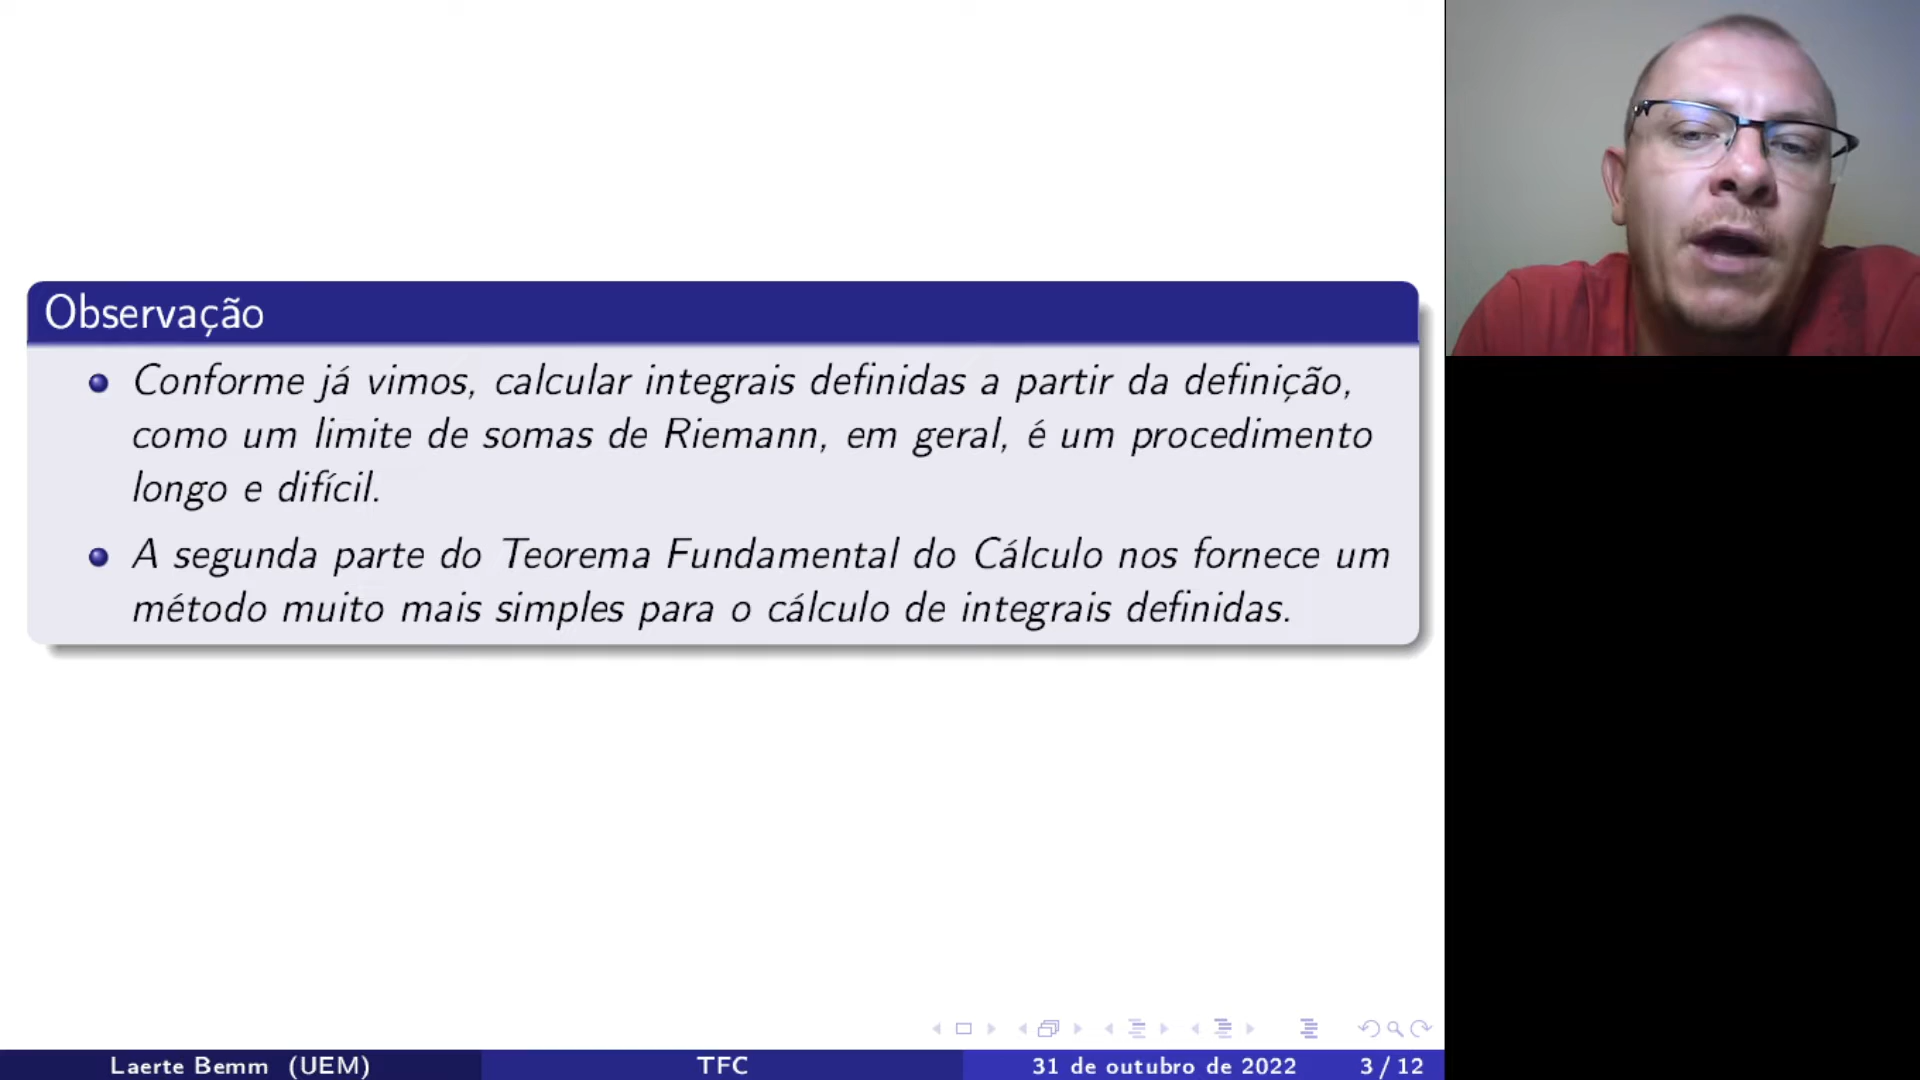 Observação
Conforme já vimos, calcular integrais definidas a partir da definição,
como um limite de somas de Riemann, em geral, é um procedimento
longo e difícil.
A segunda parte do Teorema Fundamental do Cálculo nos fornece um
método muito mais simples para o cálculo de integrais definidas.
Laerte Bemm (UEM)
TFC
31 de outubro de 2022
3 / 12